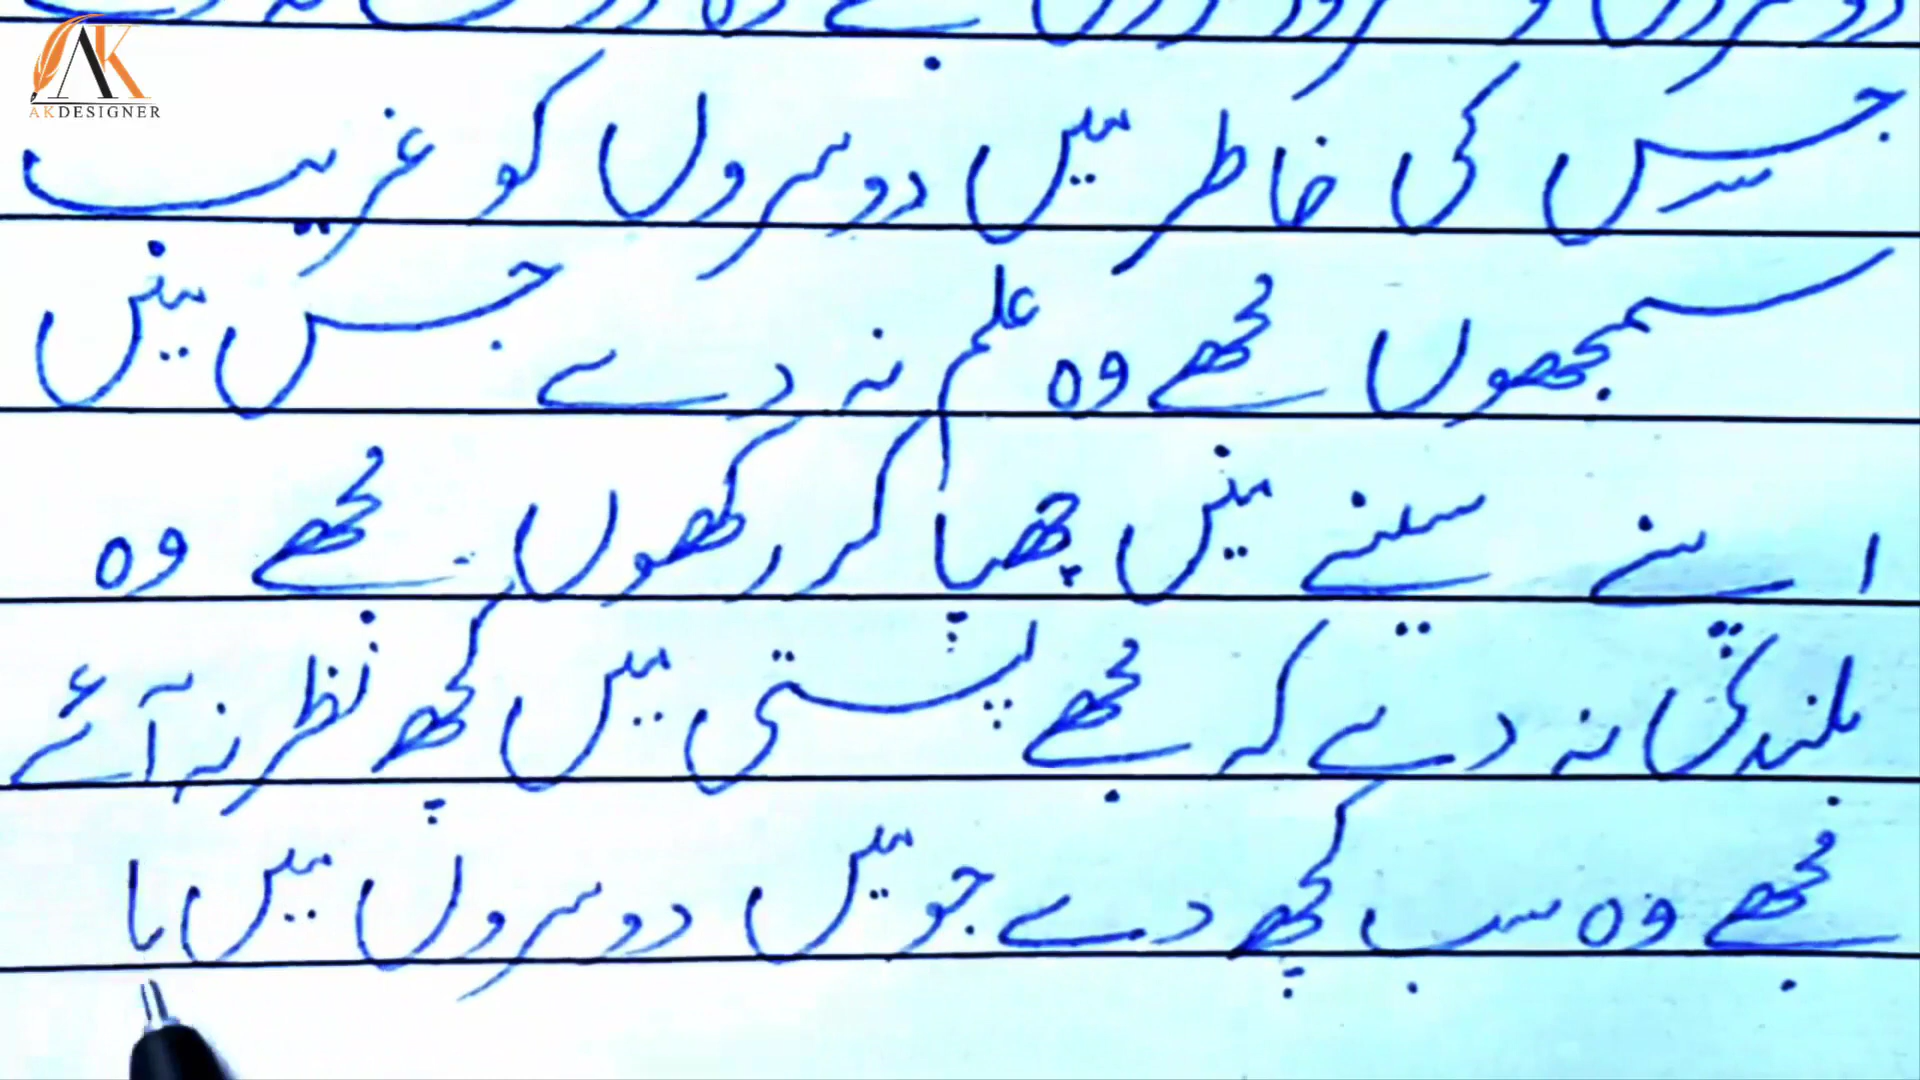 AK
AKDESIGNER
جس کی خاطر میں دوسروں کو غریب
سمجھوں مجھے وہ علم نہ دے جس میں
اپنے سینے میں چھپا کر رکھوں۔ مجھے وہ
بلندی نہ دے کہ مجھے پستی میں کچھ نظر نہ آئے
مجھے وہ سب کچھ دے جو میں دوسروں میں با